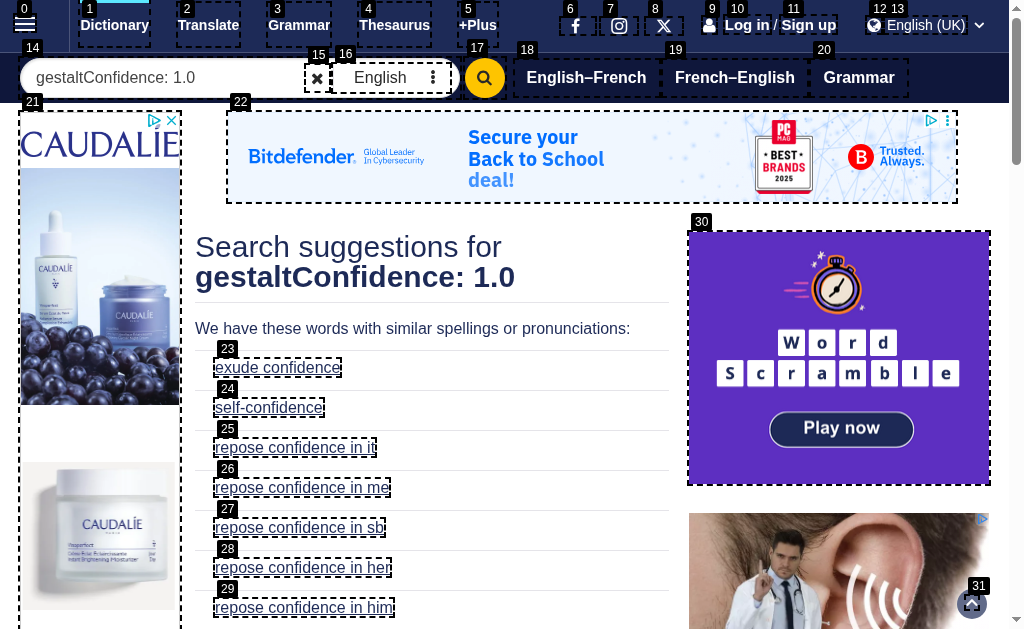 0 1 2 3 4 5 6 7 8 9 10 11 12 13
Dictionary Translate Grammar Thesaurus +Plus Log in / Sign up English (UK)
14 15 16 17 18 19 20
gestaltConfidence: 1.0 English English–French French–English Grammar
21 22
CAUDALÍE
Bitdefender Global Leader In Cybersecurity
Secure your
Back to School
deal!
PC MAG
BEST
BRANDS
2025
B Trusted. Always.
30
Search suggestions for
gestaltConfidence: 1.0
We have these words with similar spellings or pronunciations:
23
exude confidence
24
self-confidence
25
repose confidence in it
26
repose confidence in me
27
repose confidence in sb
28
repose confidence in her
29
repose confidence in him
CAUDALÍE
CAUDALÍE
CAUDALÍE
Word
Scramble
Play now
31